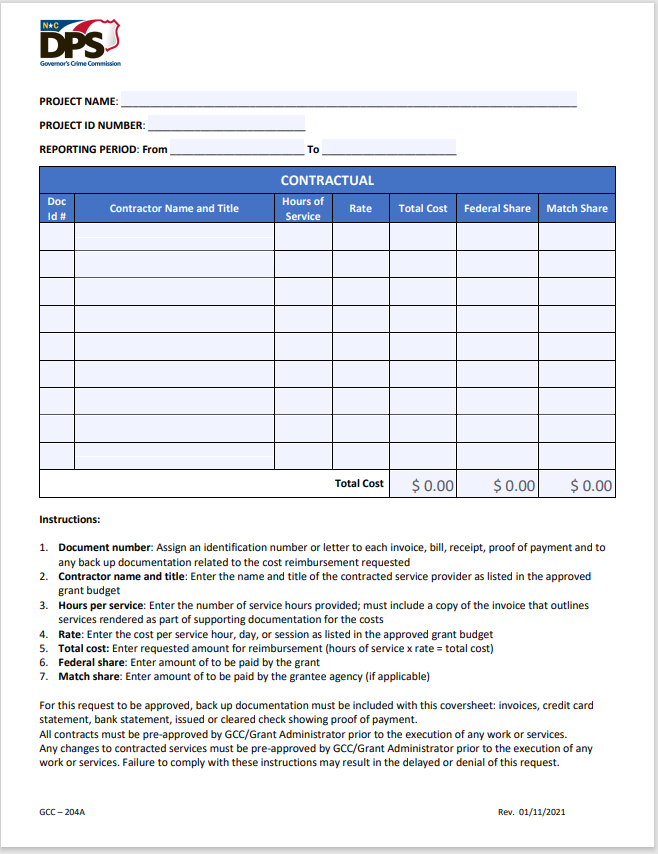 N★C
DPS
Governor's Crime Commission
PROJECT NAME: ____________________
PROJECT ID NUMBER: ____________________
REPORTING PERIOD: From ____________________ To ____________________
CONTRACTUAL
Doc Id # Contractor Name and Title Hours of Service Rate Total Cost Federal Share Match Share
Total Cost $ 0.00 $ 0.00 $ 0.00
Instructions:
1. Document number: Assign an identification number or letter to each invoice, bill, receipt, proof of payment and to
any back up documentation related to the cost reimbursement requested
2. Contractor name and title: Enter the name and title of the contracted service provider as listed in the approved
grant budget
3. Hours per service: Enter the number of service hours provided; must include a copy of the invoice that outlines
services rendered as part of supporting documentation for the costs
4. Rate: Enter the cost per service hour, day, or session as listed in the approved grant budget
5. Total cost: Enter requested amount for reimbursement (hours of service x rate = total cost)
6. Federal share: Enter amount of to be paid by the grant
7. Match share: Enter amount of to be paid by the grantee agency (if applicable)
For this request to be approved, back up documentation must be included with this coversheet: invoices, credit card
statement, bank statement, issued or cleared check showing proof of payment.
All contracts must be pre-approved by GCC/Grant Administrator prior to the execution of any work or services.
Any changes to contracted services must be pre-approved by GCC/Grant Administrator prior to the execution of any
work or services. Failure to comply with these instructions may result in the delayed or denial of this request.
GCC – 204A Rev. 01/11/2021